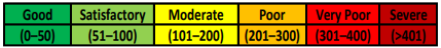 Good Satisfactory Moderate Poor Very Poor Severe
(0–50) (51–100) (101–200) (201–300) (301–400) (>401)